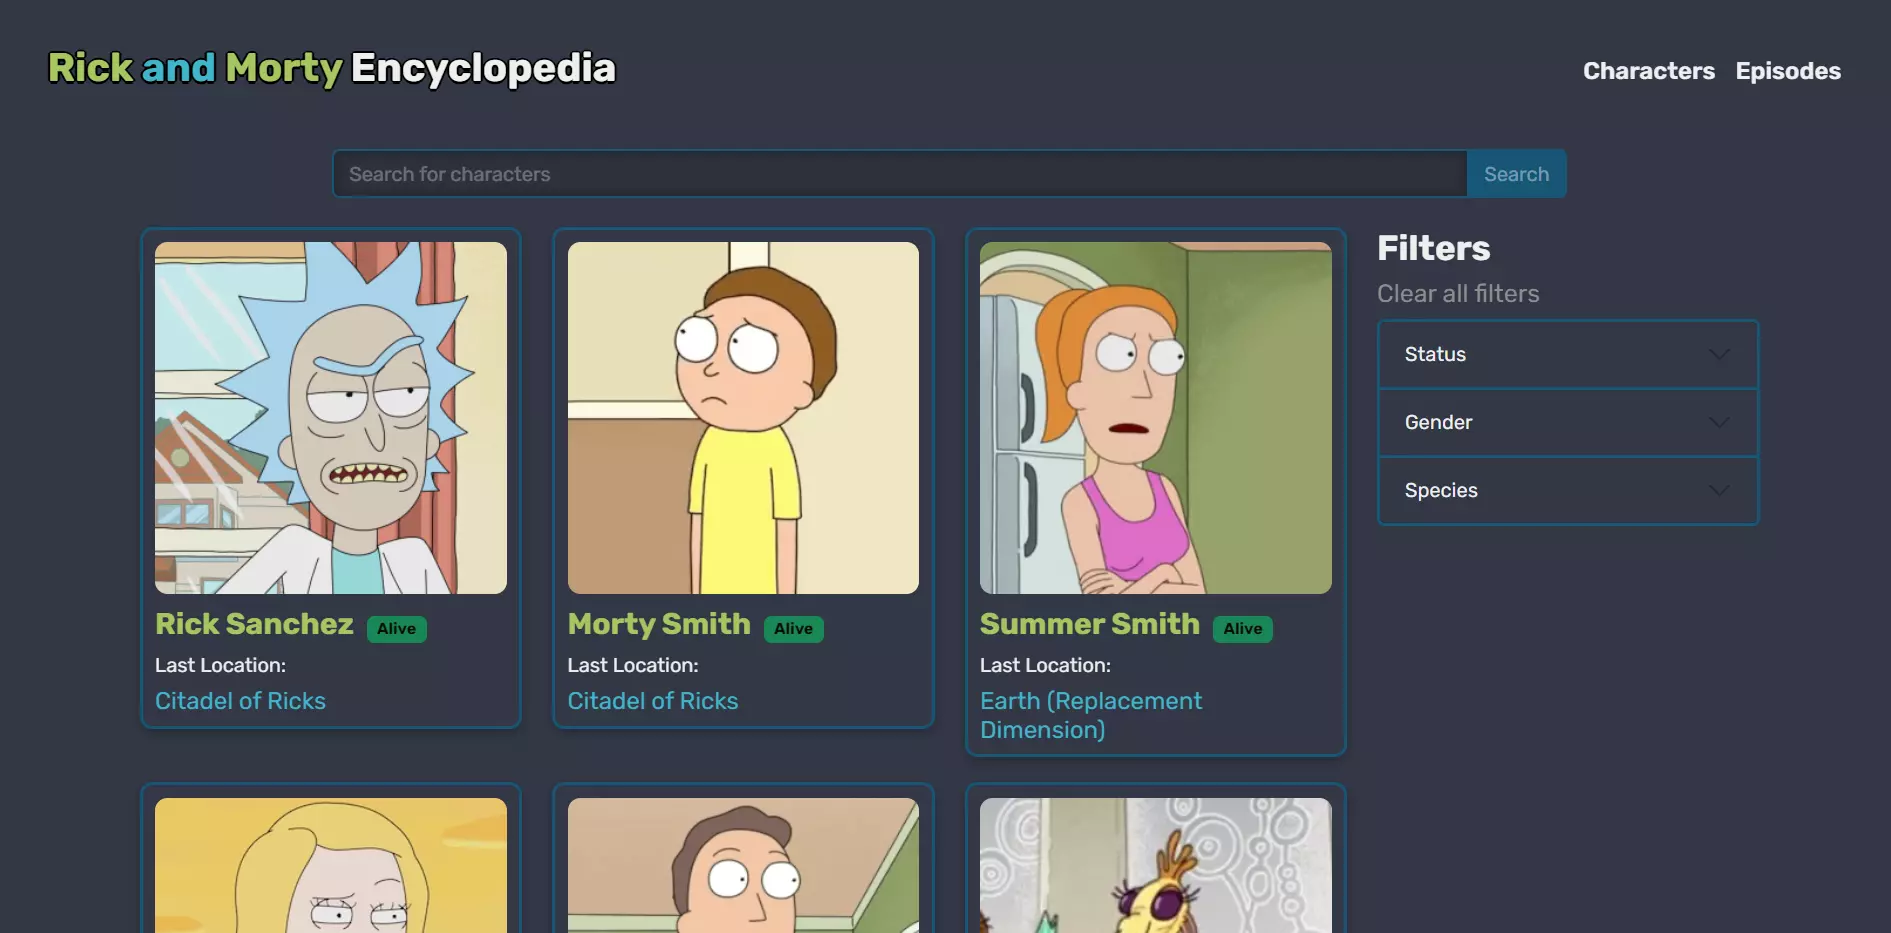 Rick and Morty Encyclopedia
Characters Episodes
Search for characters
Search
Rick Sanchez Alive
Last Location:
Citadel of Ricks
Morty Smith Alive
Last Location:
Citadel of Ricks
Summer Smith Alive
Last Location:
Earth (Replacement
Dimension)
Filters
Clear all filters
Status
Gender
Species